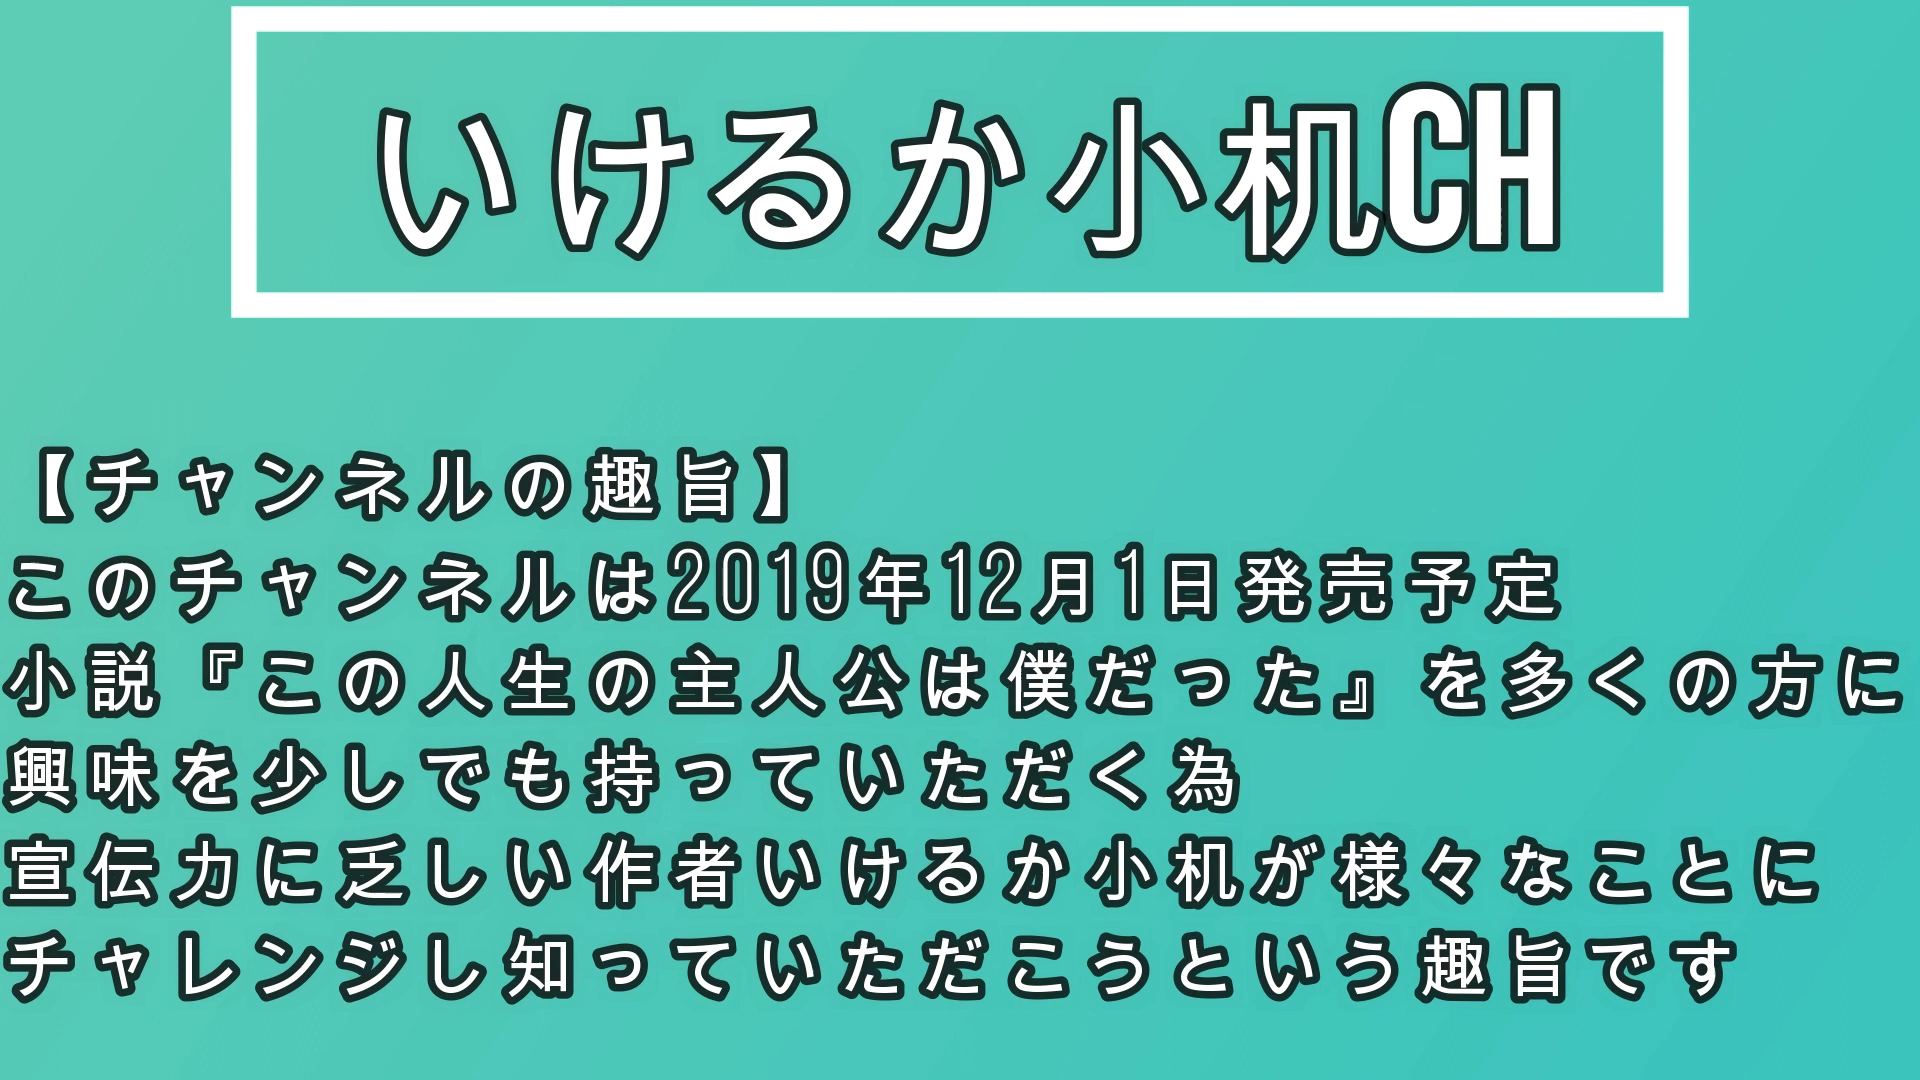 いけるか小机CH
【チャンネルの趣旨】
このチャンネルは2019年12月1日発売予定
小説『この人生の主人公は僕だった』を多くの方に
興味を少しでも持っていただく為
宣伝力に乏しい作者いけるか小机が様々なことに
チャレンジし知っていただこうという趣旨です